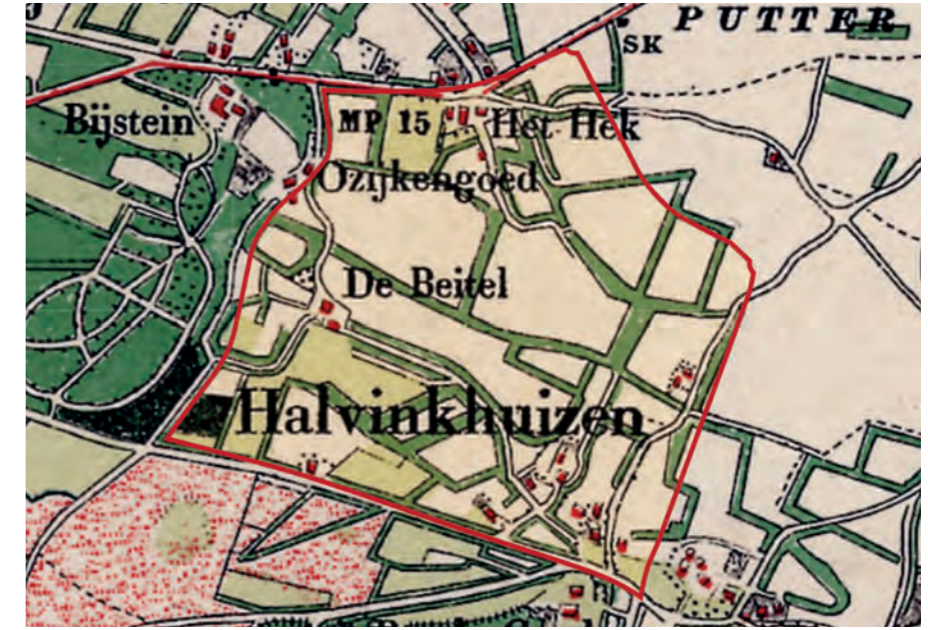 PUTTER
SK
Bijstein
MP 15
Het Hek
Ozijkengoed
De Beitel
Halvinkhuizen